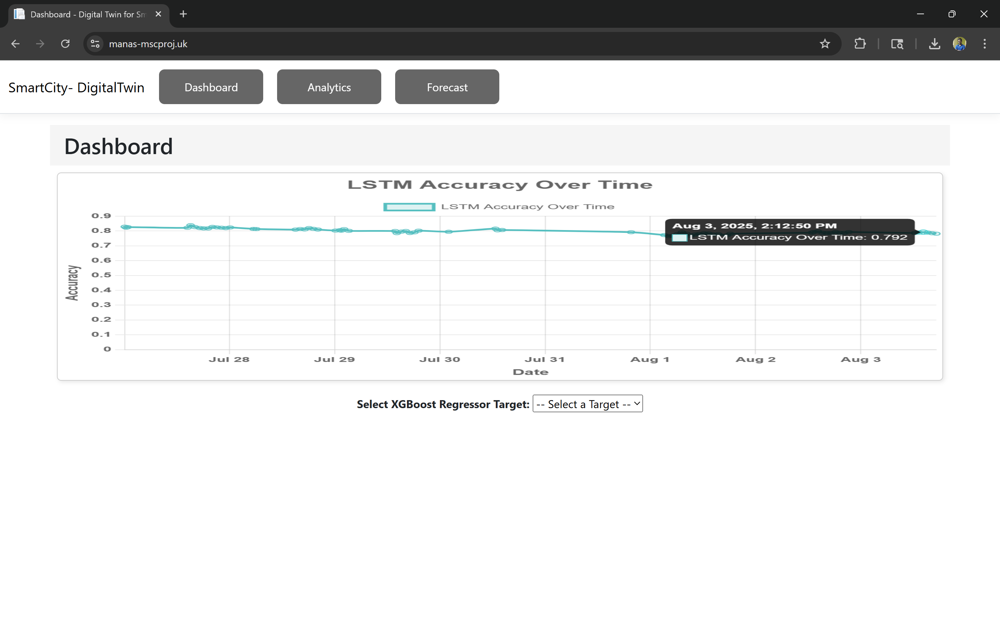 Dashboard - Digital Twin for Sm
manas-mscproj.uk
SmartCity- DigitalTwin
Dashboard
Analytics
Forecast
Dashboard
LSTM Accuracy Over Time
LSTM Accuracy Over Time
0.9
0.8
0.7
0.6
0.5
0.4
0.3
0.2
0.1
0
Accuracy
Aug 3, 2025, 2:12:50 PM
LSTM Accuracy Over Time: 0.792
Jul 28
Jul 29
Jul 30
Jul 31
Aug 1
Aug 2
Aug 3
Date
Select XGBoost Regressor Target: -- Select a Target --